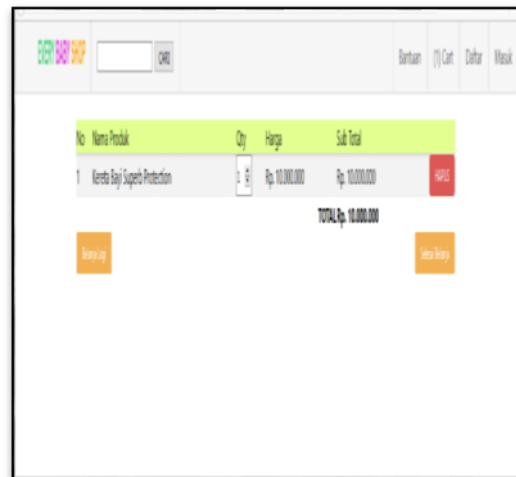 EVERY BABY SHOP CARI Bantuan (1) Cart Daftar Masuk
No Nama Produk Qty Harga Sub Total
1 Kereta Bayi Superb Protection 1 Rp. 10.000.000 Rp. 10.000.000 HAPUS
TOTAL Rp. 10.000.000
Belanja Lagi Selesai Belanja